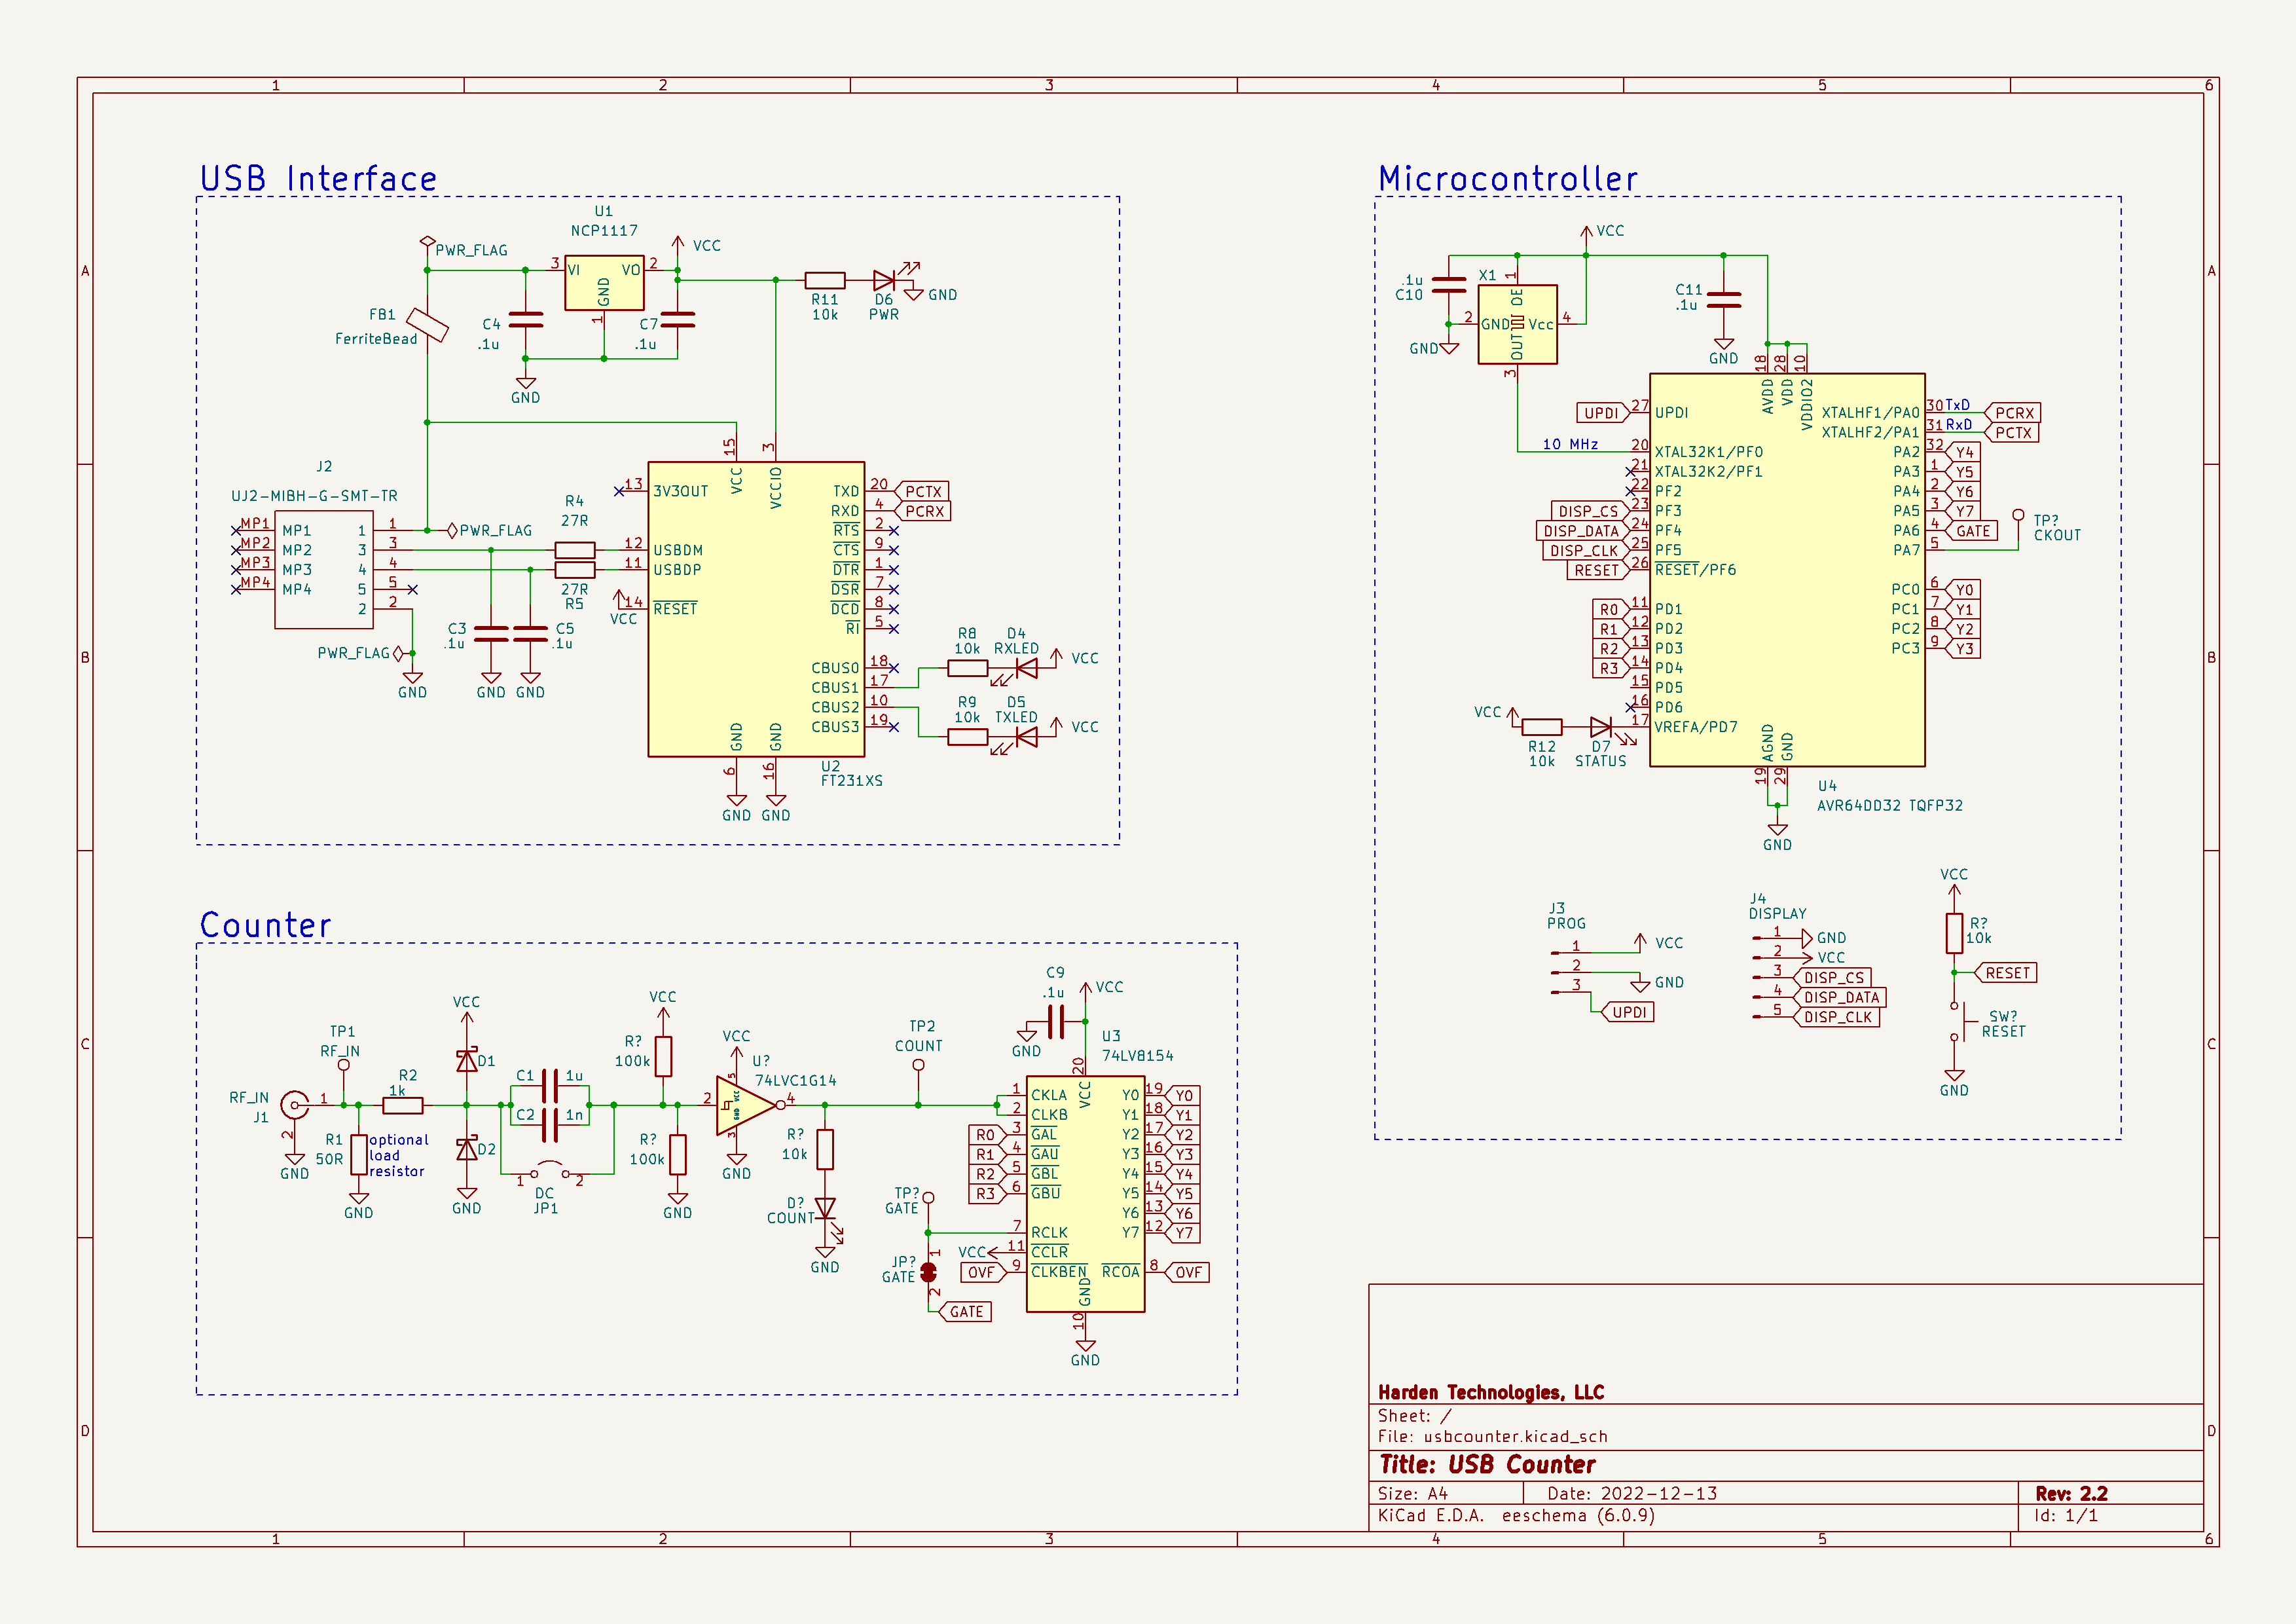 1 2 3 4 5 6
A A
B B
C C
D D
1 2 3 4 5 6
USB Interface
U1
NCP1117
3 VI VO 2
GND
1
VCC
PWR_FLAG
FB1
FerriteBead
C4
.1u
C7
.1u
GND
R11
10k
D6
PWR
GND
J2
UJ2-MIBH-G-SMT-TR
MP1 MP1 1 1
MP2 MP2 3 3
MP3 MP3 4 4
MP4 MP4 5 5
2 2
PWR_FLAG
PWR_FLAG
GND
R4
27R
27R
R5
C3
.1u
C5
.1u
GND GND
VCC
15 3
VCC VCCIO
13 3V3OUT
12 USBDM
11 USBDP
14 RESET
TXD 20 PCTX
RXD 4 PCRX
RTS 2
CTS 9
DTR 1
DSR 7
DCD 8
RI 5
CBUS0 18
CBUS1 17
CBUS2 10
CBUS3 19
GND GND
6 16
GND GND
U2
FT231XS
R8
10k
D4
RXLED
VCC
R9
10k
D5
TXLED
VCC
Microcontroller
VCC
.1u
C10
GND
X1
1 OE
2 GND Vcc 4
OUT
3
C11
.1u
GND
10 MHz
18 28 10
AVDD VDD VDDIO2
UPDI 27 UPDI
20 XTAL32K1/PF0
21 XTAL32K2/PF1
22 PF2
DISP_CS 23 PF3
DISP_DATA 24 PF4
DISP_CLK 25 PF5
RESET 26 RESET/PF6
R0 11 PD1
R1 12 PD2
R2 13 PD3
R3 14 PD4
15 PD5
16 PD6
17 VREFA/PD7
XTALHF1/PA0 30 TxD PCRX
XTALHF2/PA1 31 RxD PCTX
PA2 32 Y4
PA3 1 Y5
PA4 2 Y6
PA5 3 Y7
PA6 4 GATE
PA7 5
TP?
CKOUT
PC0 6 Y0
PC1 7 Y1
PC2 8 Y2
PC3 9 Y3
VCC
R12
10k
D7
STATUS
AGND GND
19 29
GND
U4
AVR64DD32 TQFP32
J3
PROG
1 VCC
2 GND
3 UPDI
J4
DISPLAY
1 GND
2 VCC
3 DISP_CS
4 DISP_DATA
5 DISP_CLK
VCC
R?
10k
RESET
SW?
RESET
GND
Counter
RF_IN
J1
1
2
GND
TP1
RF_IN
R1
50R
optional
load
resistor
GND
R2
1k
VCC
D1
D2
GND
C1 1u
C2 1n
1 2
DC
JP1
VCC
R?
100k
R?
100k
GND
VCC
U?
74LVC1G14
2 4
5 VCC
GND 3
GND
R?
10k
D?
COUNT
GND
TP2
COUNT
C9
.1u
VCC
GND
U3
74LV8154
20
VCC
1 CKLA
2 CLKB
R0 3 GAL
R1 4 GAU
R2 5 GBL
R3 6 GBU
7 RCLK
VCC 11 CCLR
OVF 9 CLKBEN
Y0 19 Y0
Y1 18 Y1
Y2 17 Y2
Y3 16 Y3
Y4 15 Y4
Y5 14 Y5
Y6 13 Y6
Y7 12 Y7
RCOA 8 OVF
GND
10
GND
TP?
GATE
JP?
GATE
1
2
GATE
Harden Technologies, LLC
Sheet: /
File: usbcounter.kicad_sch
Title: USB Counter
Size: A4 Date: 2022-12-13 Rev: 2.2
KiCad E.D.A. eeschema (6.0.9) Id: 1/1